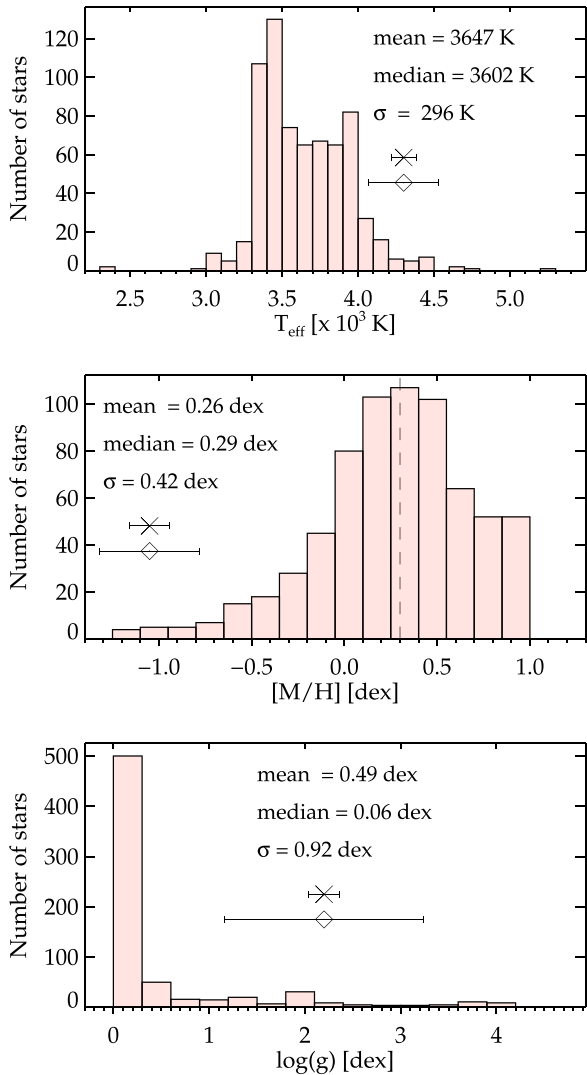 mean = 3647 K
median = 3602 K
σ = 296 K
Number of stars
120
100
80
60
40
20
0
2.5 3.0 3.5 4.0 4.5 5.0
T_eff [x 10³ K]
mean = 0.26 dex
median = 0.29 dex
σ = 0.42 dex
Number of stars
100
80
60
40
20
0
−1.0 −0.5 0.0 0.5 1.0
[M/H] [dex]
mean = 0.49 dex
median = 0.06 dex
σ = 0.92 dex
Number of stars
500
400
300
200
100
0
0 1 2 3 4
log(g) [dex]